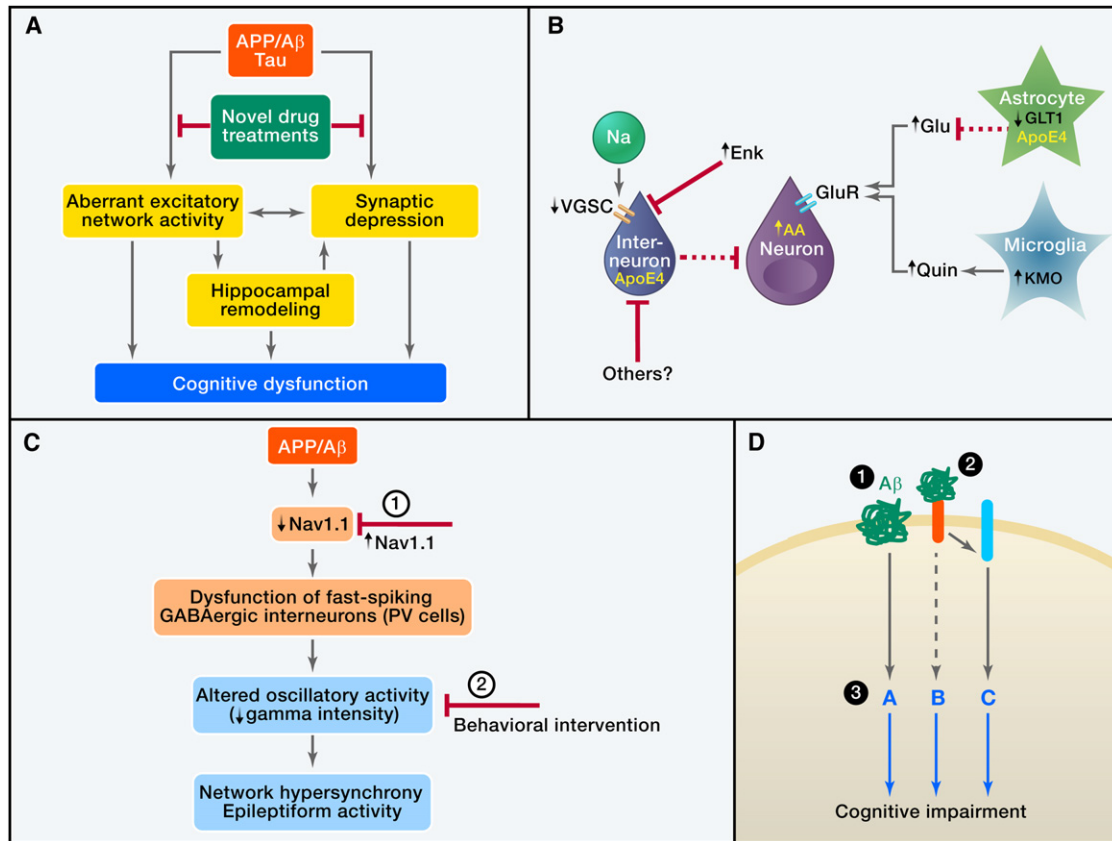 A
APP/Aβ
Tau
Novel drug
treatments
Aberrant excitatory
network activity
Synaptic
depression
Hippocampal
remodeling
Cognitive dysfunction
B
Na
↓VGSC
↑Enk
Inter-
neuron
ApoE4
Others?
GluR
↑AA
Neuron
↑Glu
Astrocyte
↓GLT1
ApoE4
Microglia
↑KMO
↑Quin
C
APP/Aβ
↓Nav1.1
1
↑Nav1.1
Dysfunction of fast-spiking
GABAergic interneurons (PV cells)
Altered oscillatory activity
(↓gamma intensity)
2
Behavioral intervention
Network hypersynchrony
Epileptiform activity
D
1 Aβ
2
3 A B C
Cognitive impairment